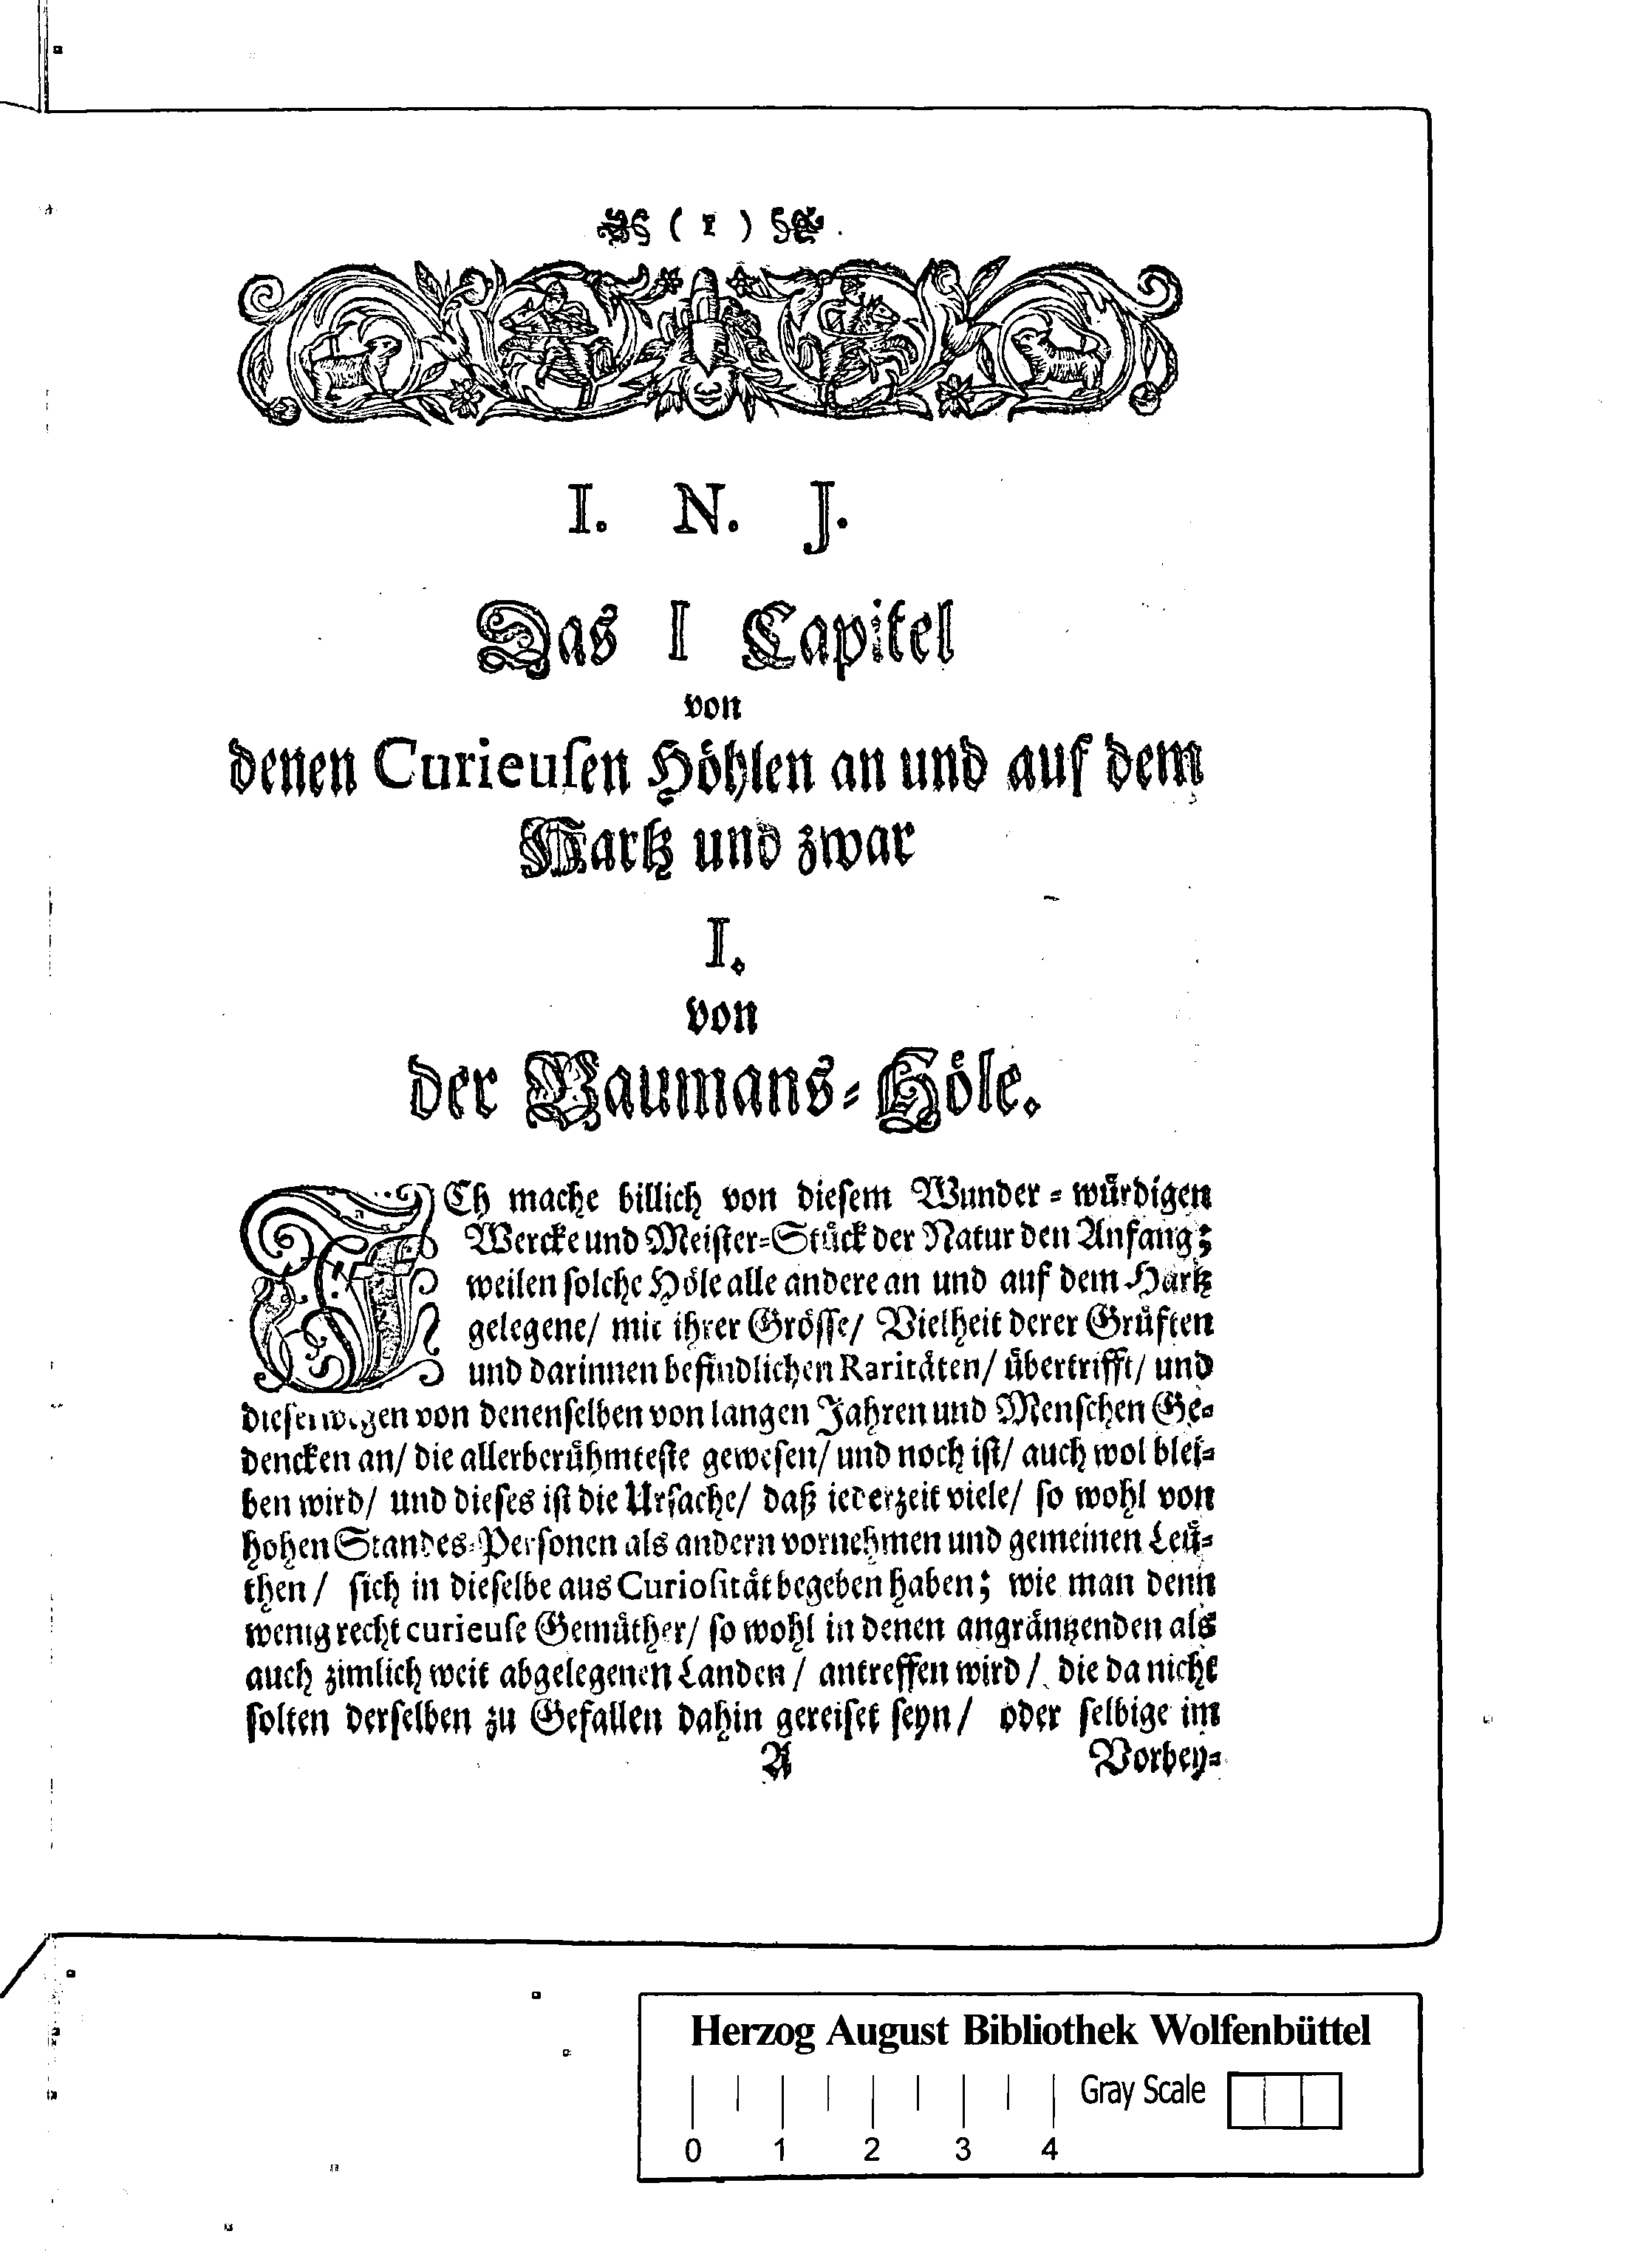 ( 1 )
I. N. J.
Das I Capitel
von
denen Curieuſen Höhlen an und auf dem
Hartz und zwar
I.
von
der Baumans-Höle.
ICh mache billich von dieſem Wunder-würdigen
Wercke und Meiſter-Stück der Natur den Anfang;
weilen ſolche Höle alle andere an und auf dem Hartz
gelegene/ mit ihrer Gröſſe/ Vielheit derer Grüften
und darinnen befindlichen Raritäten/ übertrifft/ und
dieſerwegen von denenſelben von langen Jahren und Menſchen Ge-
dencken an/ die allerberühmteſte geweſen/ und noch iſt/ auch wol blei-
ben wird/ und dieſes iſt die Urſache/ daß iederzeit viele/ ſo wohl von
hohen Standes-Perſonen als andern vornehmen und gemeinen Leü-
then/ ſich in dieſelbe aus Curioſität begeben haben; wie man denn
wenig recht curieuſe Gemüther/ ſo wohl in denen angräntzenden als
auch zimlich weit abgelegenen Landen/ antreffen wird/ die da nicht
ſolten derſelben zu Gefallen dahin gereiſet ſeyn/ oder ſelbige im
A Vorbey-
Herzog August Bibliothek Wolfenbüttel
Gray Scale
0 1 2 3 4